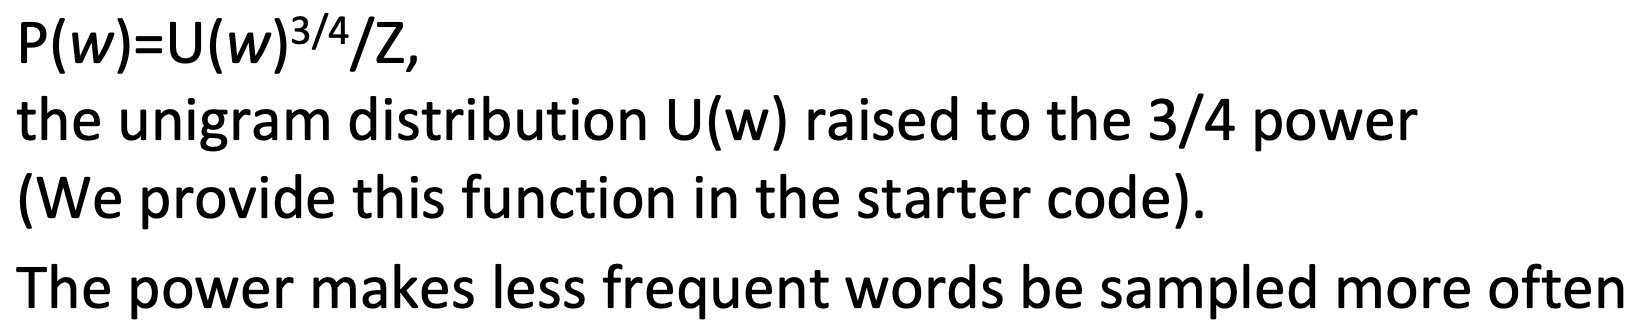 P(w)=U(w)3/4/Z,
the unigram distribution U(w) raised to the 3/4 power
(We provide this function in the starter code).
The power makes less frequent words be sampled more often